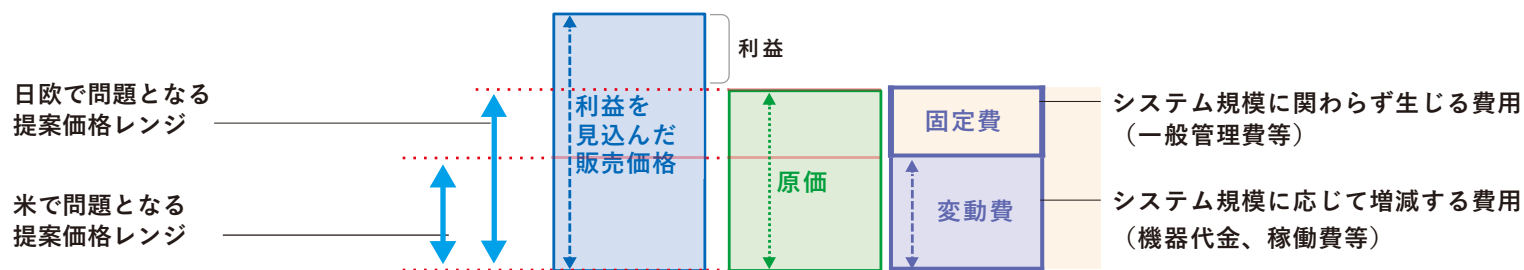 日欧で問題となる
提案価格レンジ
米で問題となる
提案価格レンジ
利益を
見込んだ
販売価格
利益
原価
固定費
変動費
システム規模に関わらず生じる費用
（一般管理費等）
システム規模に応じて増減する費用
（機器代金、稼働費等）